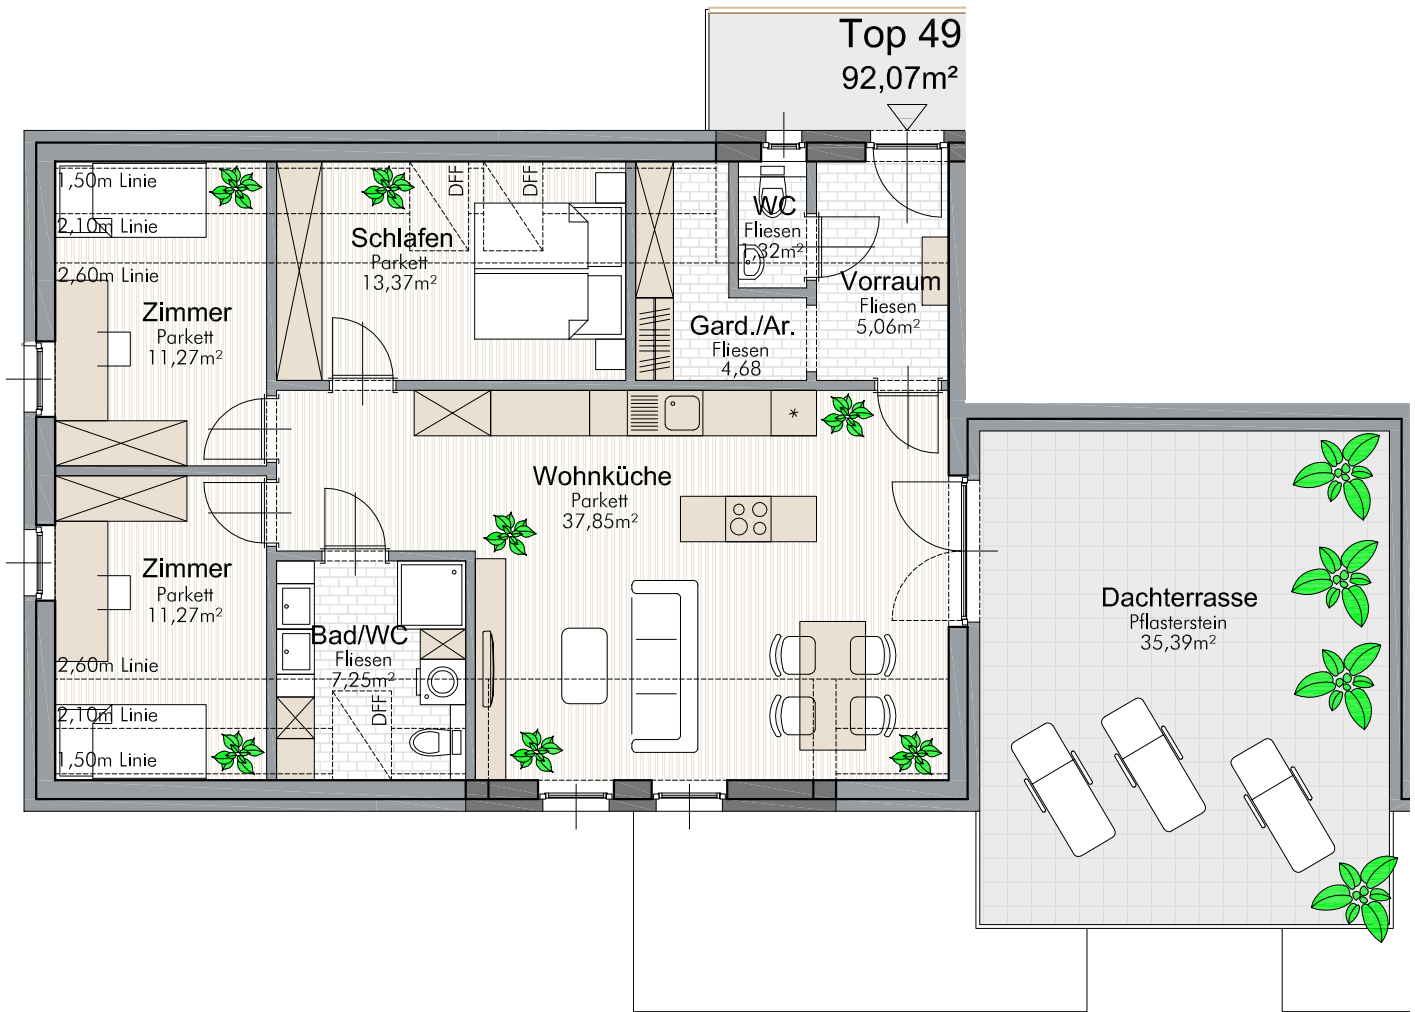 Top 49
92,07m²
1,50m Linie
2,10m Linie
2,60m Linie
Zimmer
Parkett
11,27m²
DFF
DFF
Schlafen
Parkett
13,37m²
WC
Fliesen
1,32m²
Vorraum
Fliesen
5,06m²
Gard./Ar.
Fliesen
4,68
*
Wohnküche
Parkett
37,85m²
Zimmer
Parkett
11,27m²
2,60m Linie
2,10m Linie
1,50m Linie
Bad/WC
Fliesen
7,25m²
DFF
Dachterrasse
Pflasterstein
35,39m²